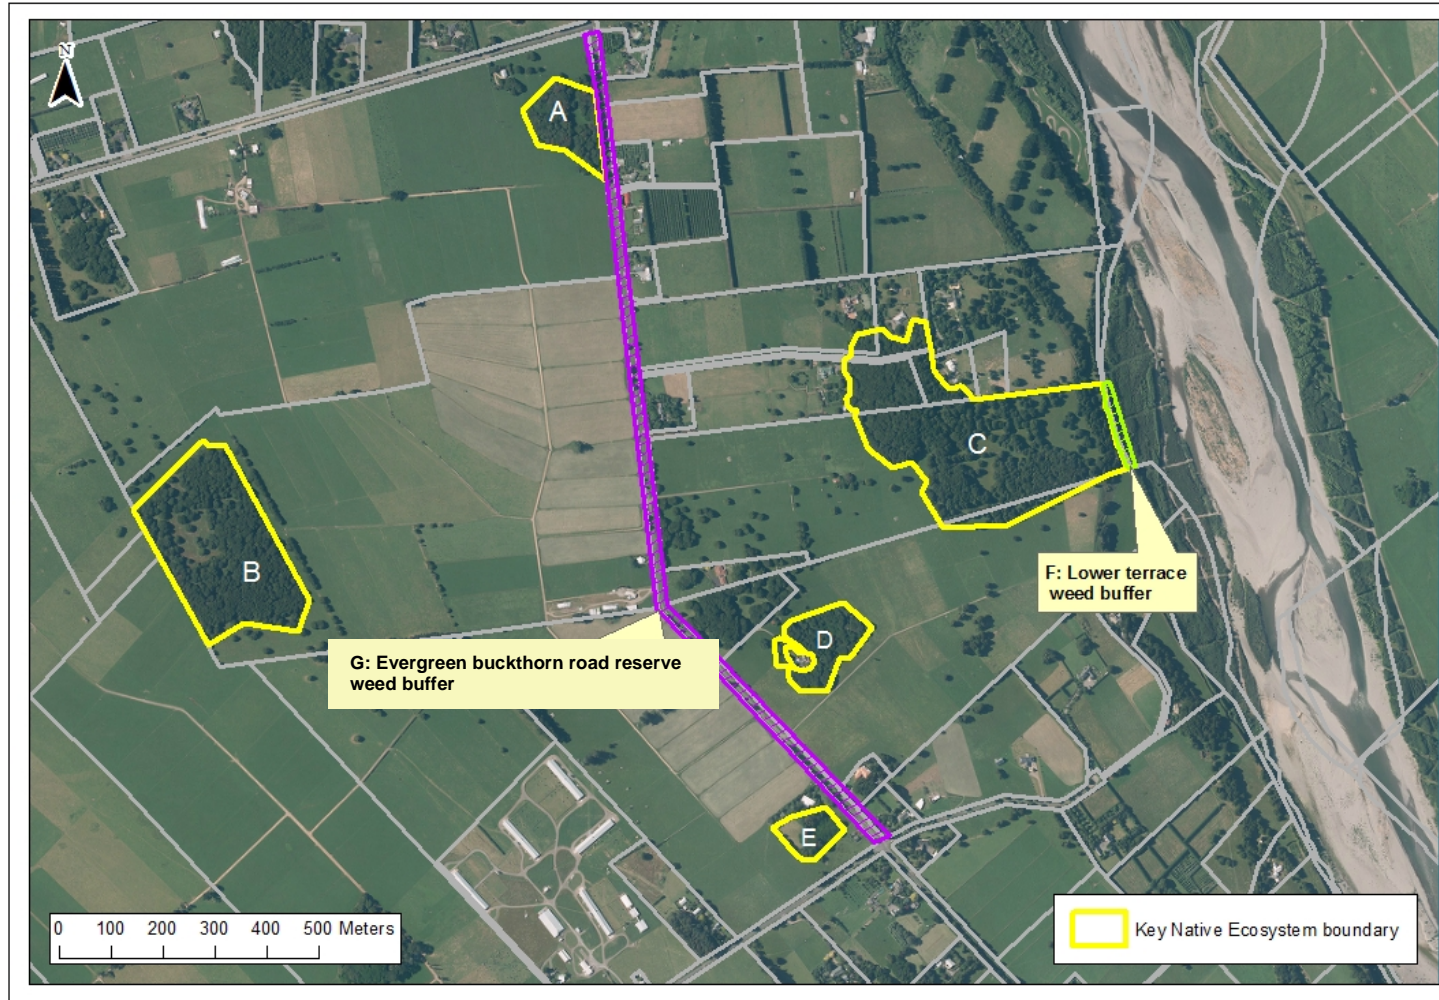 N
A
B
C
D
E
F: Lower terrace
weed buffer
G: Evergreen buckthorn road reserve
weed buffer
0 100 200 300 400 500 Meters
Key Native Ecosystem boundary